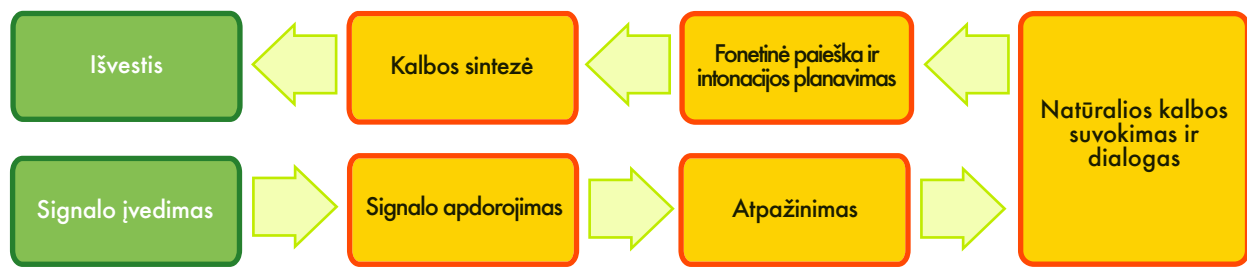 Išvestis
Kalbos sintezė
Fonetinė paieška ir
intonacijos planavimas
Natūralios kalbos
suvokimas ir
dialogas
Signalo įvedimas
Signalo apdorojimas
Atpažinimas